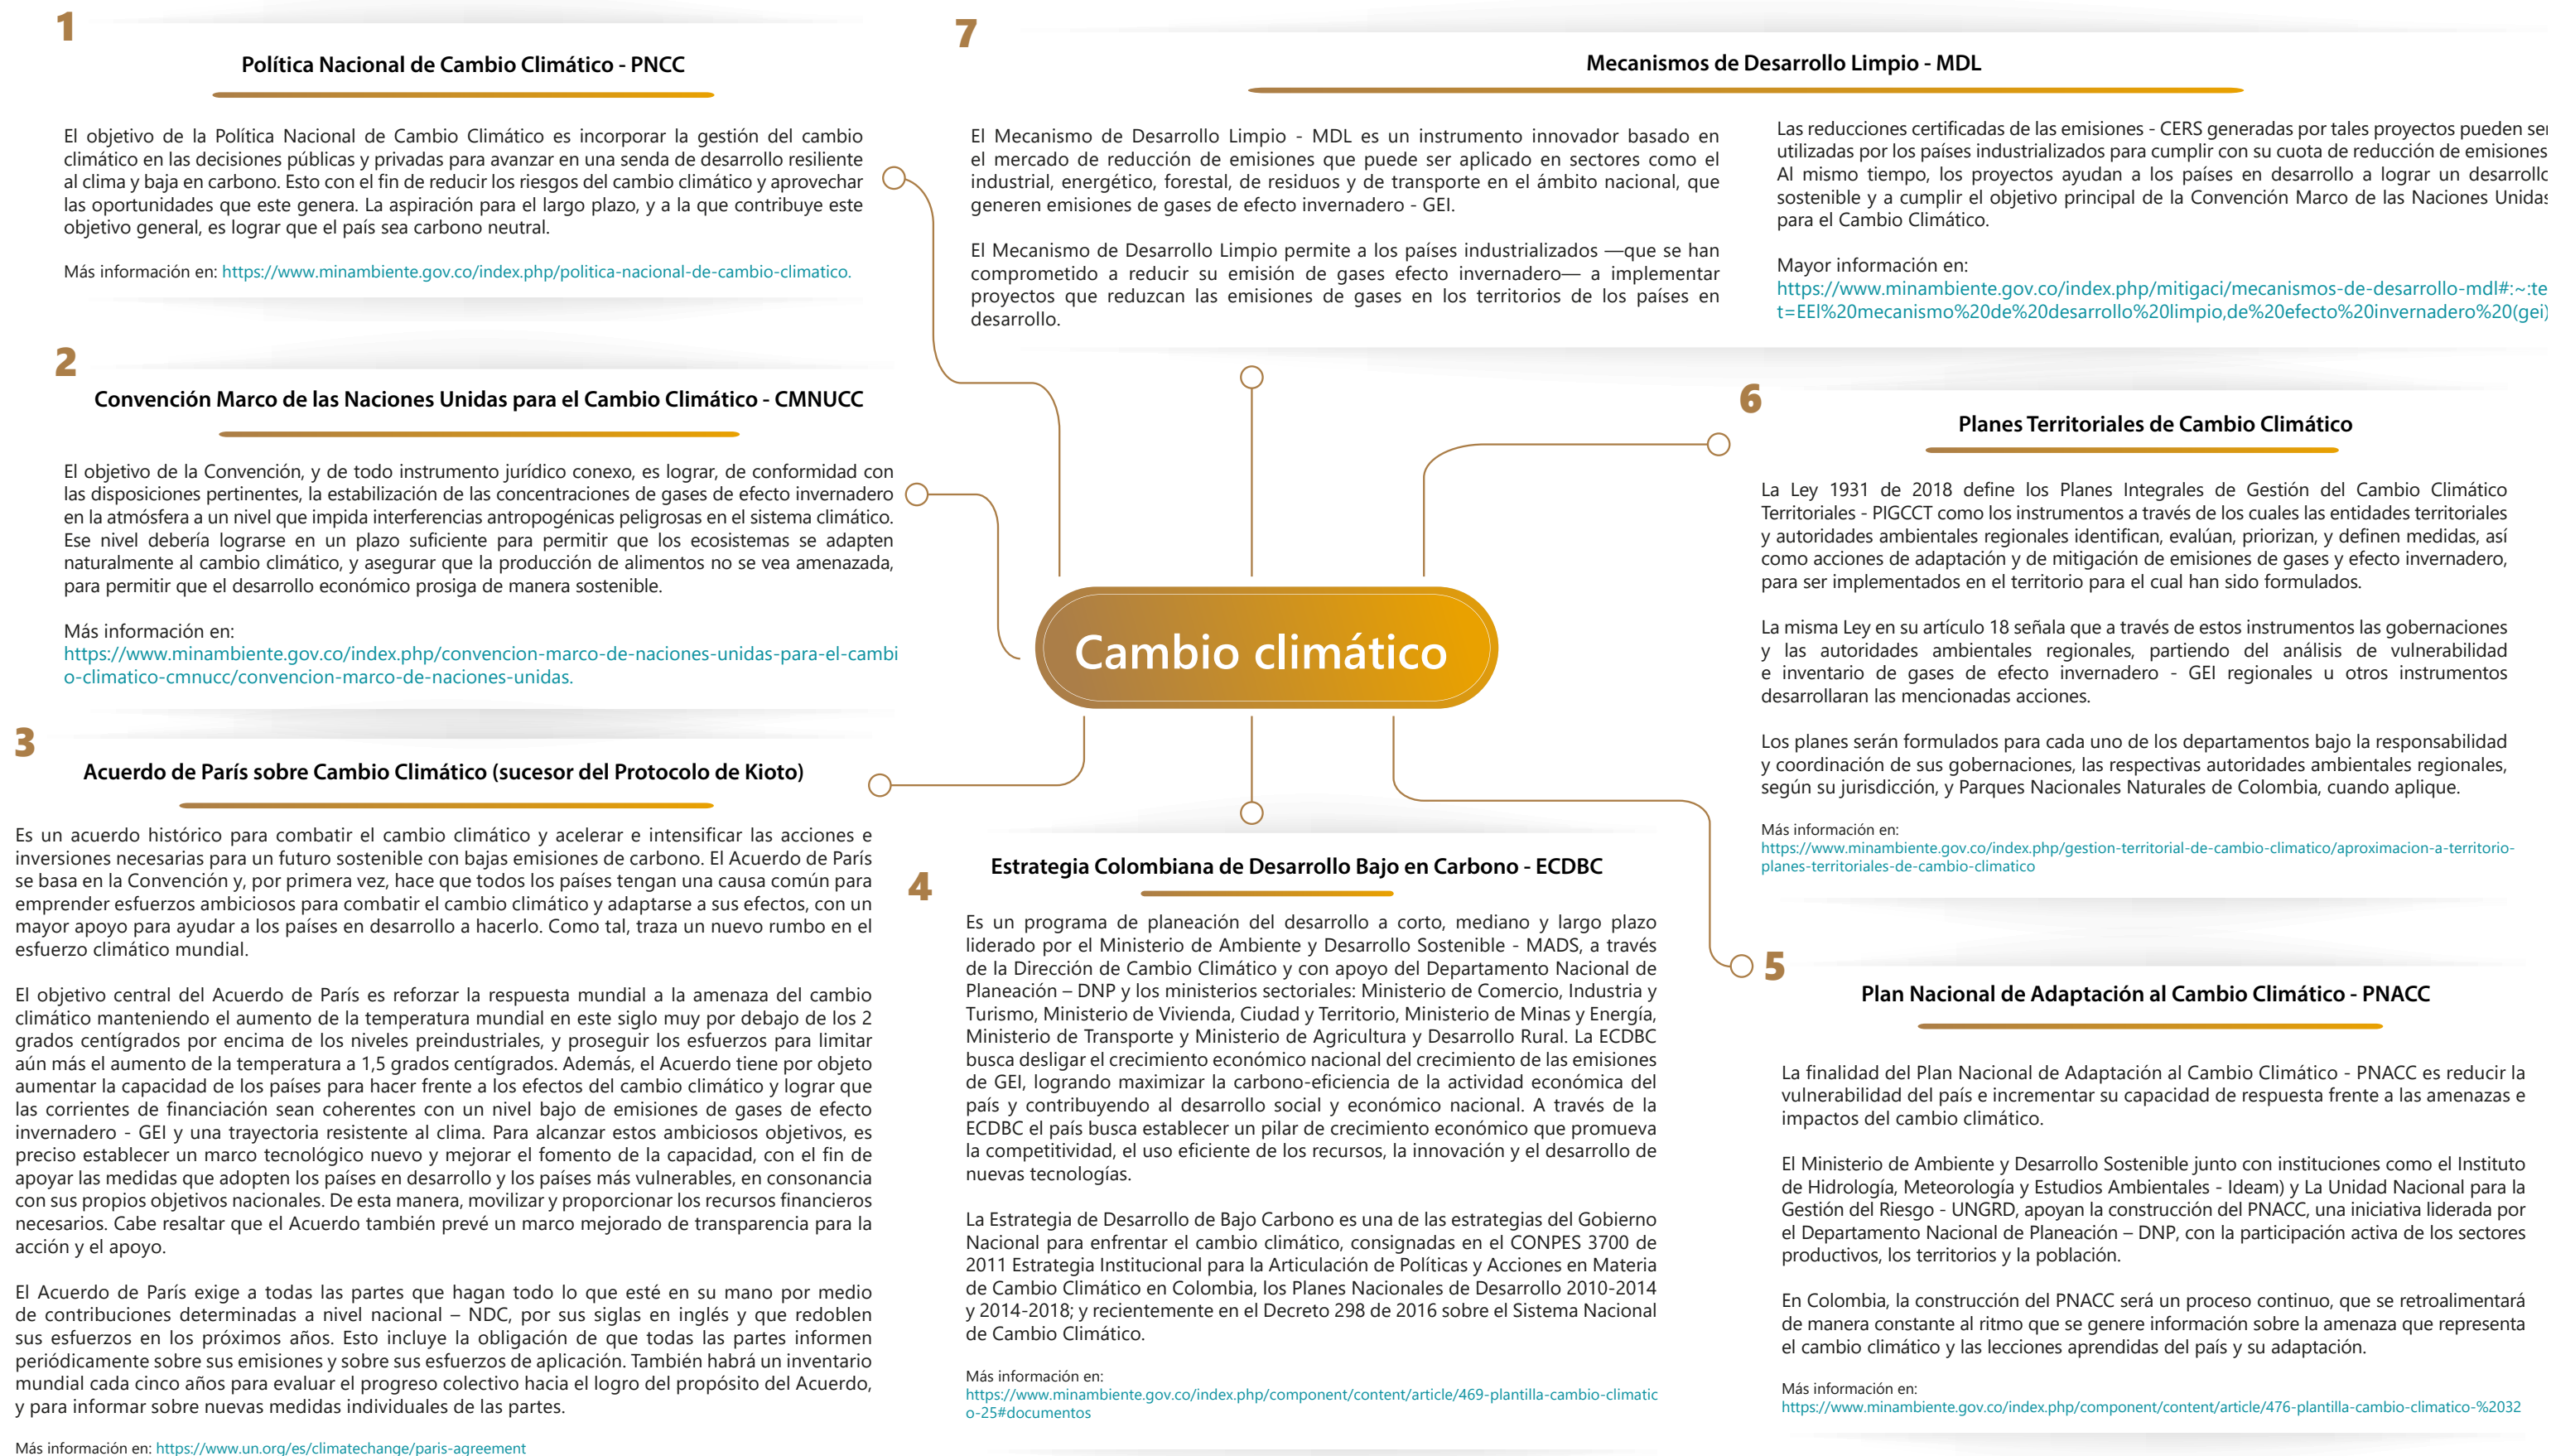 1
Política Nacional de Cambio Climático - PNCC
El objetivo de la Política Nacional de Cambio Climático es incorporar la gestión del cambio
climático en las decisiones públicas y privadas para avanzar en una senda de desarrollo resiliente
al clima y baja en carbono. Esto con el fin de reducir los riesgos del cambio climático y aprovechar
las oportunidades que este genera. La aspiración para el largo plazo, y a la que contribuye este
objetivo general, es lograr que el país sea carbono neutral.
Más información en: https://www.minambiente.gov.co/index.php/politica-nacional-de-cambio-climatico.
2
Convención Marco de las Naciones Unidas para el Cambio Climático - CMNUCC
El objetivo de la Convención, y de todo instrumento jurídico conexo, es lograr, de conformidad con
las disposiciones pertinentes, la estabilización de las concentraciones de gases de efecto invernadero
en la atmósfera a un nivel que impida interferencias antropogénicas peligrosas en el sistema climático.
Ese nivel debería lograrse en un plazo suficiente para permitir que los ecosistemas se adapten
naturalmente al cambio climático, y asegurar que la producción de alimentos no se vea amenazada,
para permitir que el desarrollo económico prosiga de manera sostenible.
Más información en:
https://www.minambiente.gov.co/index.php/convencion-marco-de-naciones-unidas-para-el-cambi
o-climatico-cmnucc/convencion-marco-de-naciones-unidas.
3
Acuerdo de París sobre Cambio Climático (sucesor del Protocolo de Kioto)
Es un acuerdo histórico para combatir el cambio climático y acelerar e intensificar las acciones e
inversiones necesarias para un futuro sostenible con bajas emisiones de carbono. El Acuerdo de París
se basa en la Convención y, por primera vez, hace que todos los países tengan una causa común para
emprender esfuerzos ambiciosos para combatir el cambio climático y adaptarse a sus efectos, con un
mayor apoyo para ayudar a los países en desarrollo a hacerlo. Como tal, traza un nuevo rumbo en el
esfuerzo climático mundial.
El objetivo central del Acuerdo de París es reforzar la respuesta mundial a la amenaza del cambio
climático manteniendo el aumento de la temperatura mundial en este siglo muy por debajo de los 2
grados centígrados por encima de los niveles preindustriales, y proseguir los esfuerzos para limitar
aún más el aumento de la temperatura a 1,5 grados centígrados. Además, el Acuerdo tiene por objeto
aumentar la capacidad de los países para hacer frente a los efectos del cambio climático y lograr que
las corrientes de financiación sean coherentes con un nivel bajo de emisiones de gases de efecto
invernadero - GEI y una trayectoria resistente al clima. Para alcanzar estos ambiciosos objetivos, es
preciso establecer un marco tecnológico nuevo y mejorar el fomento de la capacidad, con el fin de
apoyar las medidas que adopten los países en desarrollo y los países más vulnerables, en consonancia
con sus propios objetivos nacionales. De esta manera, movilizar y proporcionar los recursos financieros
necesarios. Cabe resaltar que el Acuerdo también prevé un marco mejorado de transparencia para la
acción y el apoyo.
El Acuerdo de París exige a todas las partes que hagan todo lo que esté en su mano por medio
de contribuciones determinadas a nivel nacional – NDC, por sus siglas en inglés y que redoblen
sus esfuerzos en los próximos años. Esto incluye la obligación de que todas las partes informen
periódicamente sobre sus emisiones y sobre sus esfuerzos de aplicación. También habrá un inventario
mundial cada cinco años para evaluar el progreso colectivo hacia el logro del propósito del Acuerdo,
y para informar sobre nuevas medidas individuales de las partes.
Más información en: https://www.un.org/es/climatechange/paris-agreement
7
Mecanismos de Desarrollo Limpio - MDL
El Mecanismo de Desarrollo Limpio - MDL es un instrumento innovador basado en
el mercado de reducción de emisiones que puede ser aplicado en sectores como el
industrial, energético, forestal, de residuos y de transporte en el ámbito nacional, que
generen emisiones de gases de efecto invernadero - GEI.
El Mecanismo de Desarrollo Limpio permite a los países industrializados —que se han
comprometido a reducir su emisión de gases efecto invernadero— a implementar
proyectos que reduzcan las emisiones de gases en los territorios de los países en
desarrollo.
Las reducciones certificadas de las emisiones - CERS generadas por tales proyectos pueden ser
utilizadas por los países industrializados para cumplir con su cuota de reducción de emisiones
Al mismo tiempo, los proyectos ayudan a los países en desarrollo a lograr un desarrollo
sostenible y a cumplir el objetivo principal de la Convención Marco de las Naciones Unidas
para el Cambio Climático.
Mayor información en:
https://www.minambiente.gov.co/index.php/mitigaci/mecanismos-de-desarrollo-mdl#:~:te
t=EEl%20mecanismo%20de%20desarrollo%20limpio,de%20efecto%20invernadero%20(gei)
Cambio climático
4
Estrategia Colombiana de Desarrollo Bajo en Carbono - ECDBC
Es un programa de planeación del desarrollo a corto, mediano y largo plazo
liderado por el Ministerio de Ambiente y Desarrollo Sostenible - MADS, a través
de la Dirección de Cambio Climático y con apoyo del Departamento Nacional de
Planeación – DNP y los ministerios sectoriales: Ministerio de Comercio, Industria y
Turismo, Ministerio de Vivienda, Ciudad y Territorio, Ministerio de Minas y Energía,
Ministerio de Transporte y Ministerio de Agricultura y Desarrollo Rural. La ECDBC
busca desligar el crecimiento económico nacional del crecimiento de las emisiones
de GEI, logrando maximizar la carbono-eficiencia de la actividad económica del
país y contribuyendo al desarrollo social y económico nacional. A través de la
ECDBC el país busca establecer un pilar de crecimiento económico que promueva
la competitividad, el uso eficiente de los recursos, la innovación y el desarrollo de
nuevas tecnologías.
La Estrategia de Desarrollo de Bajo Carbono es una de las estrategias del Gobierno
Nacional para enfrentar el cambio climático, consignadas en el CONPES 3700 de
2011 Estrategia Institucional para la Articulación de Políticas y Acciones en Materia
de Cambio Climático en Colombia, los Planes Nacionales de Desarrollo 2010-2014
y 2014-2018; y recientemente en el Decreto 298 de 2016 sobre el Sistema Nacional
de Cambio Climático.
Más información en:
https://www.minambiente.gov.co/index.php/component/content/article/469-plantilla-cambio-climatic
o-25#documentos
6
Planes Territoriales de Cambio Climático
La Ley 1931 de 2018 define los Planes Integrales de Gestión del Cambio Climático
Territoriales - PIGCCT como los instrumentos a través de los cuales las entidades territoriales
y autoridades ambientales regionales identifican, evalúan, priorizan, y definen medidas, así
como acciones de adaptación y de mitigación de emisiones de gases y efecto invernadero,
para ser implementados en el territorio para el cual han sido formulados.
La misma Ley en su artículo 18 señala que a través de estos instrumentos las gobernaciones
y las autoridades ambientales regionales, partiendo del análisis de vulnerabilidad
e inventario de gases de efecto invernadero - GEI regionales u otros instrumentos
desarrollaran las mencionadas acciones.
Los planes serán formulados para cada uno de los departamentos bajo la responsabilidad
y coordinación de sus gobernaciones, las respectivas autoridades ambientales regionales,
según su jurisdicción, y Parques Nacionales Naturales de Colombia, cuando aplique.
Más información en:
https://www.minambiente.gov.co/index.php/gestion-territorial-de-cambio-climatico/aproximacion-a-territorio-
planes-territoriales-de-cambio-climatico
5
Plan Nacional de Adaptación al Cambio Climático - PNACC
La finalidad del Plan Nacional de Adaptación al Cambio Climático - PNACC es reducir la
vulnerabilidad del país e incrementar su capacidad de respuesta frente a las amenazas e
impactos del cambio climático.
El Ministerio de Ambiente y Desarrollo Sostenible junto con instituciones como el Instituto
de Hidrología, Meteorología y Estudios Ambientales - Ideam) y La Unidad Nacional para la
Gestión del Riesgo - UNGRD, apoyan la construcción del PNACC, una iniciativa liderada por
el Departamento Nacional de Planeación – DNP, con la participación activa de los sectores
productivos, los territorios y la población.
En Colombia, la construcción del PNACC será un proceso continuo, que se retroalimentará
de manera constante al ritmo que se genere información sobre la amenaza que representa
el cambio climático y las lecciones aprendidas del país y su adaptación.
Más información en:
https://www.minambiente.gov.co/index.php/component/content/article/476-plantilla-cambio-climatico-%2032